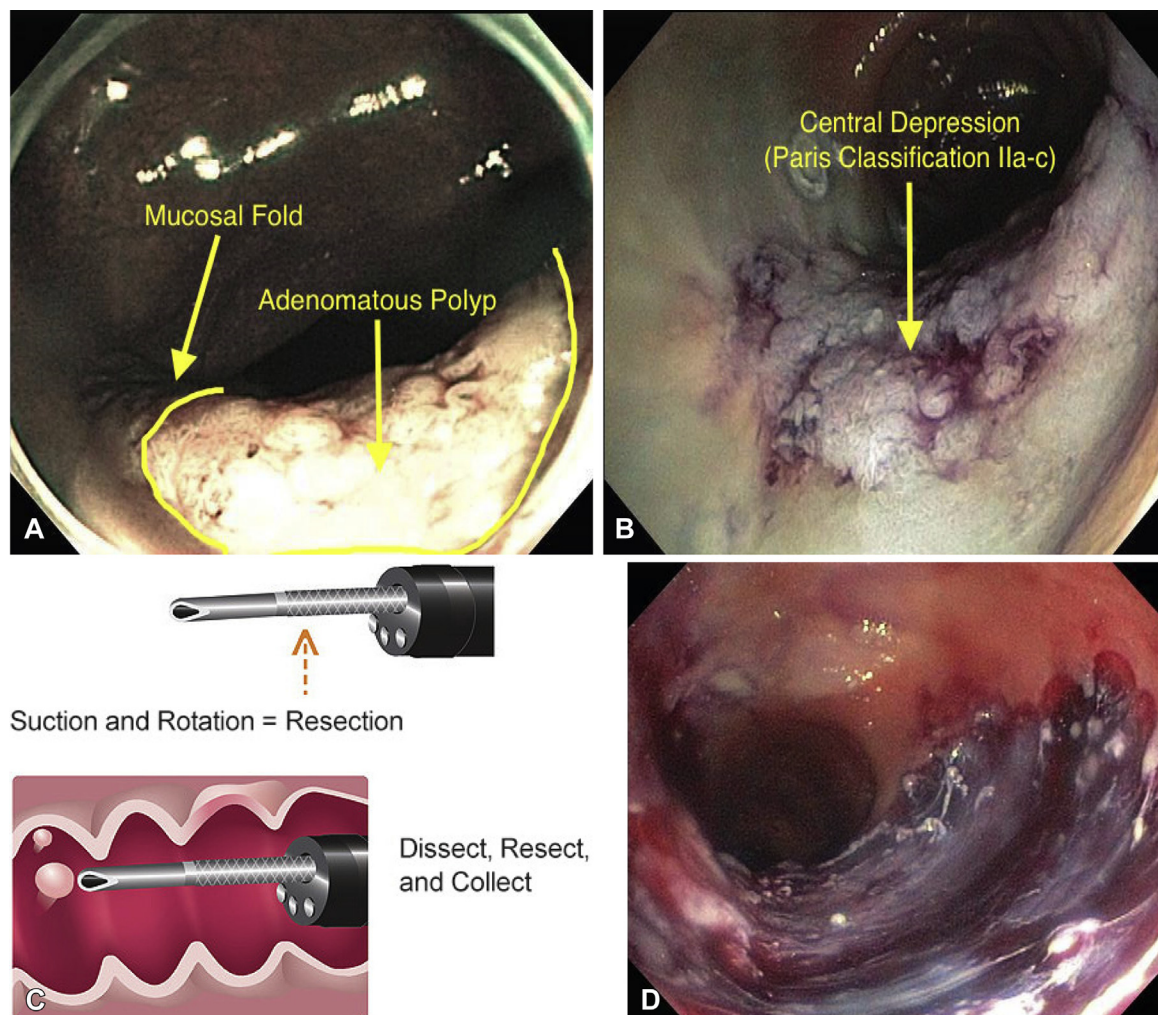 Mucosal Fold
Adenomatous Polyp
A
Central Depression
(Paris Classification IIa-c)
B
Suction and Rotation = Resection
Dissect, Resect,
and Collect
C
D